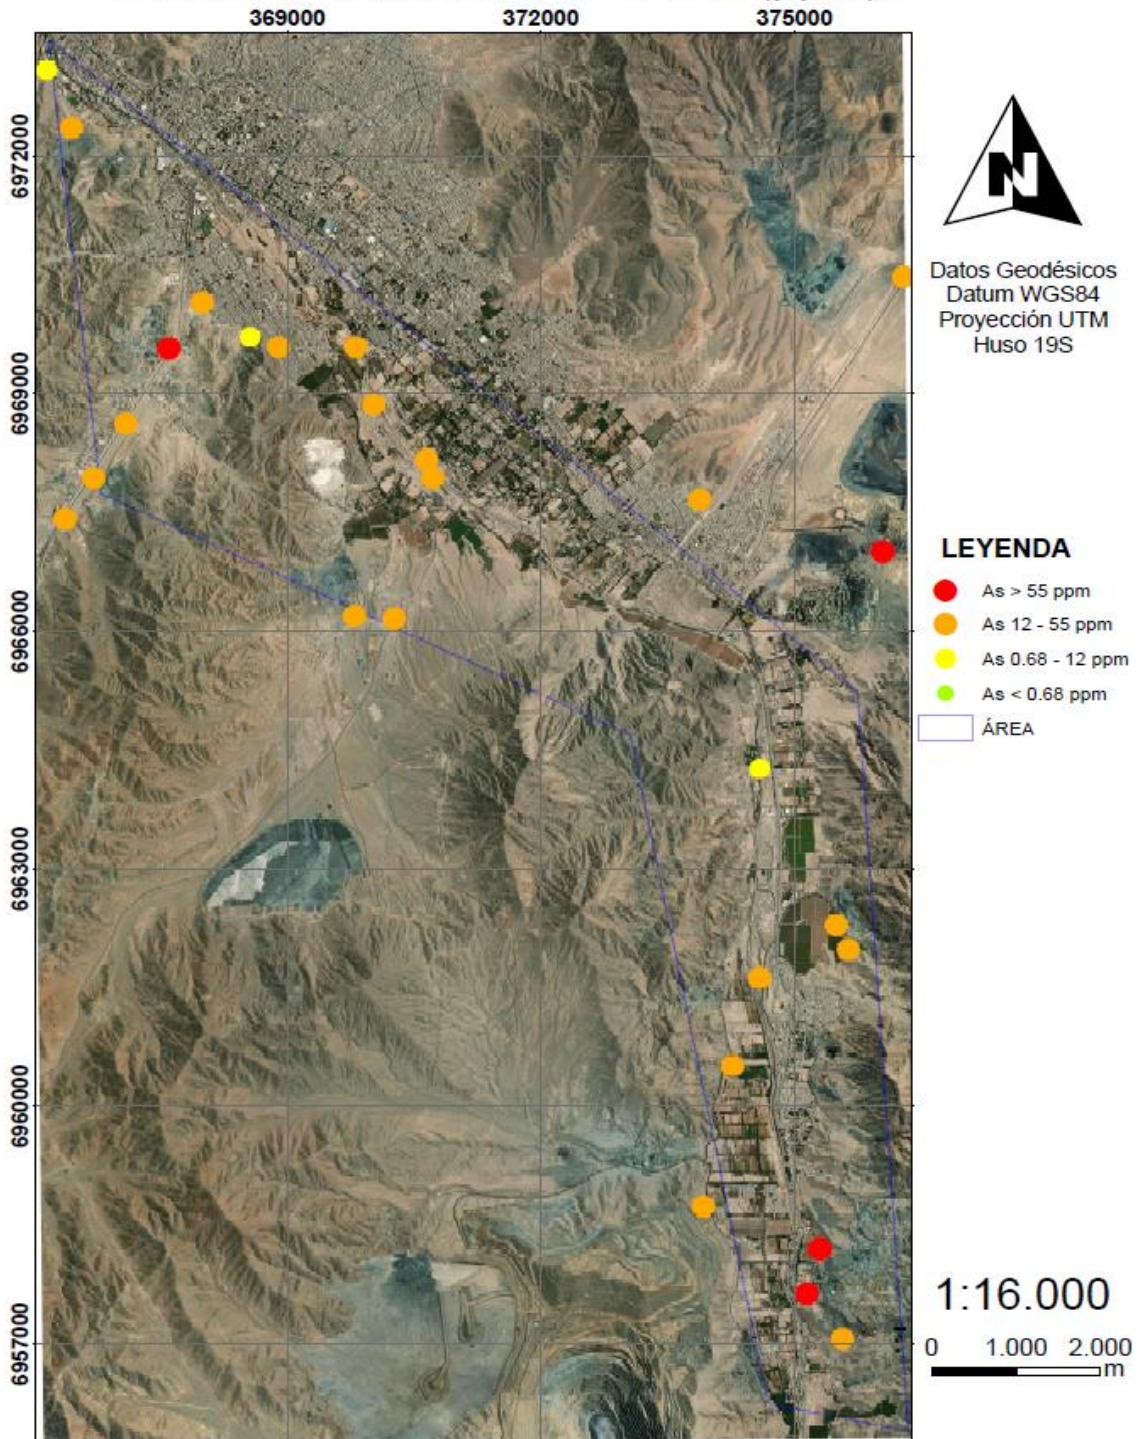 369000 372000 375000
6972000
6969000
6966000
6963000
6960000
6957000
N
Datos Geodésicos
Datum WGS84
Proyección UTM
Huso 19S
LEYENDA
As > 55 ppm
As 12 - 55 ppm
As 0.68 - 12 ppm
As < 0.68 ppm
ÁREA
1:16.000
0 1.000 2.000
m